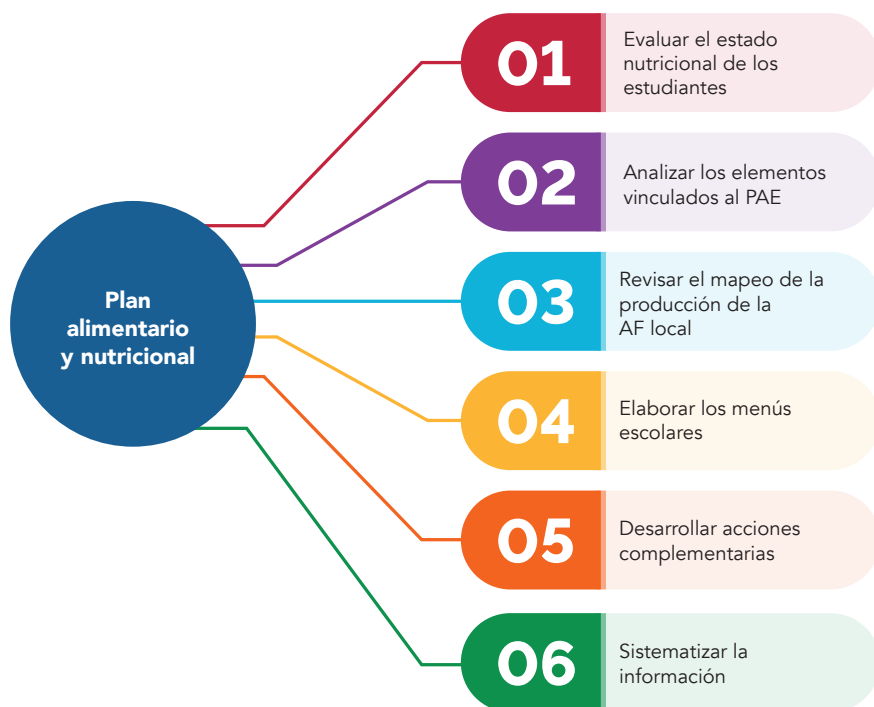 Plan
alimentario
y nutricional
01
Evaluar el estado
nutricional de los
estudiantes
02
Analizar los elementos
vinculados al PAE
03
Revisar el mapeo de la
producción de la
AF local
04
Elaborar los menús
escolares
05
Desarrollar acciones
complementarias
06
Sistematizar la
información